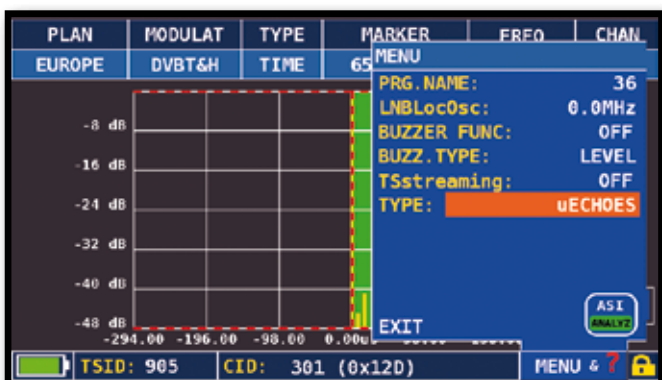 PLAN MODULAT TYPE MARKER FREQ CHAN
EUROPE DVBT&H TIME 65
MENU
PRG.NAME: 36
LNBLocOsc: 0.0MHz
BUZZER FUNC: OFF
BUZZ.TYPE: LEVEL
TSstreaming: OFF
TYPE: uECHOES
ASI
ANALYZ
EXIT
-8 dB
-16 dB
-24 dB
-32 dB
-40 dB
-48 dB
-294.00 -196.00 -98.00
TSID: 905 CID: 301 (0x12D) MENU & ?